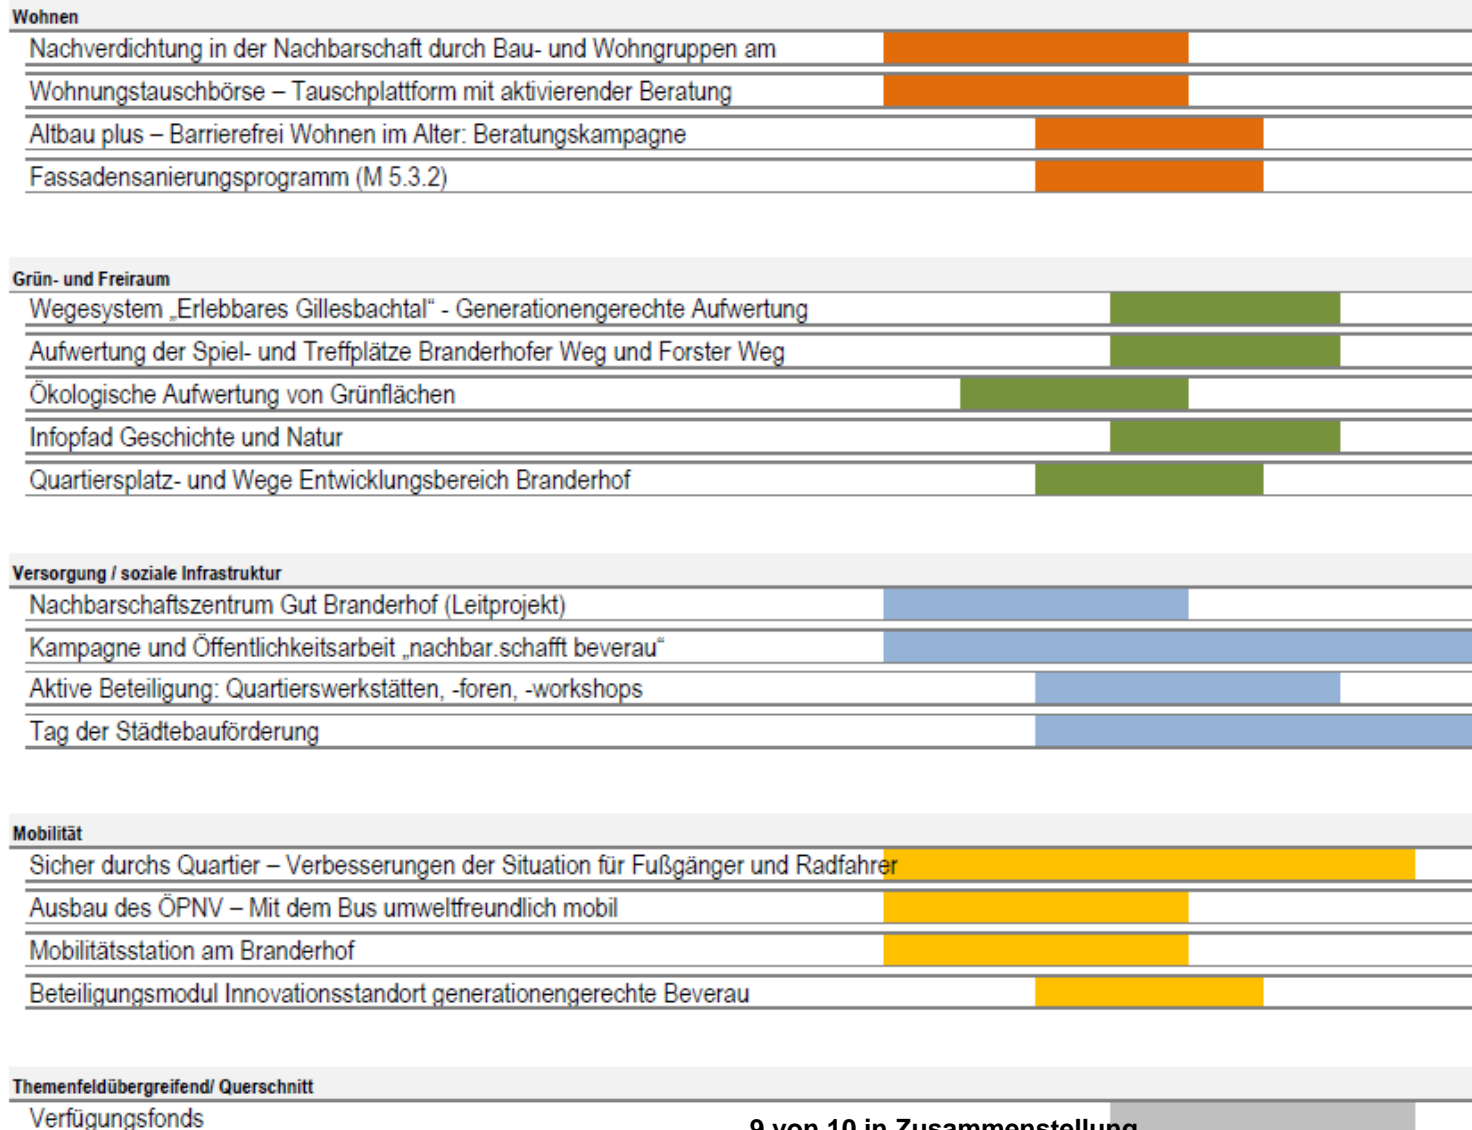 Wohnen
Nachverdichtung in der Nachbarschaft durch Bau- und Wohngruppen am
Wohnungstauschbörse – Tauschplattform mit aktivierender Beratung
Altbau plus – Barrierefrei Wohnen im Alter: Beratungskampagne
Fassadensanierungsprogramm (M 5.3.2)
Grün- und Freiraum
Wegesystem „Erlebbares Gillesbachtal“ - Generationengerechte Aufwertung
Aufwertung der Spiel- und Treffplätze Branderhofer Weg und Forster Weg
Ökologische Aufwertung von Grünflächen
Infopfad Geschichte und Natur
Quartiersplatz- und Wege Entwicklungsbereich Branderhof
Versorgung / soziale Infrastruktur
Nachbarschaftszentrum Gut Branderhof (Leitprojekt)
Kampagne und Öffentlichkeitsarbeit „nachbar.schafft beverau“
Aktive Beteiligung: Quartierswerkstätten, -foren, -workshops
Tag der Städtebauförderung
Mobilität
Sicher durchs Quartier – Verbesserungen der Situation für Fußgänger und Radfahrer
Ausbau des ÖPNV – Mit dem Bus umweltfreundlich mobil
Mobilitätsstation am Branderhof
Beteiligungsmodul Innovationsstandort generationengerechte Beverau
Themenfeldübergreifend/ Querschnitt
Verfügungsfonds
9 von 10 in Zusammenstellung